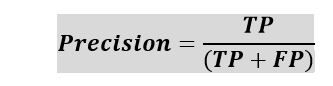 Precision = TP / (TP + FP)